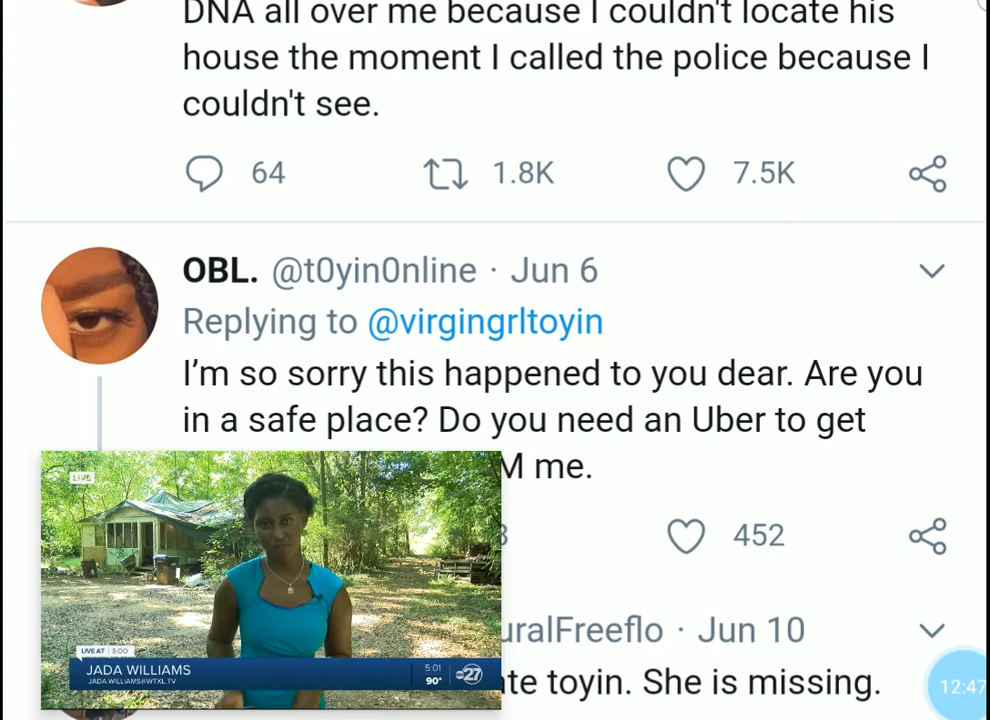 DNA all over me because I couldn't locate his
house the moment I called the police because I
couldn't see.
64 1.8K 7.5K
OBL. @t0yin0nline · Jun 6
Replying to @virgingrltoyin
I'm so sorry this happened to you dear. Are you
in a safe place? Do you need an Uber to get
M me.
452
uralFreeflo · Jun 10
te toyin. She is missing.
LIVE
LIVE AT 5:00
JADA WILLIAMS
JADA.WILLIAMS@WTXL.TV
5:01
90°
abc 27
12:47